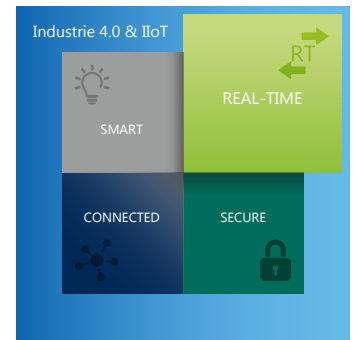 Industrie 4.0 & IIoT
RT
REAL-TIME
SMART
CONNECTED
SECURE